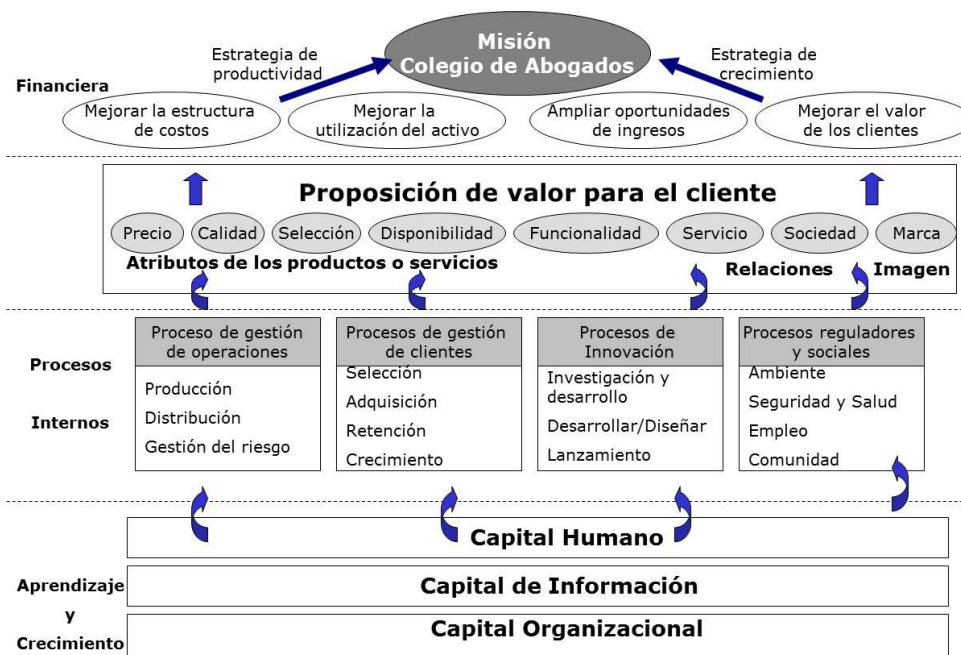 Misión
Colegio de Abogados
Estrategia de
productividad
Estrategia de
crecimiento
Financiera
Mejorar la estructura
de costos
Mejorar la
utilización del activo
Ampliar oportunidades
de ingresos
Mejorar el valor
de los clientes
Proposición de valor para el cliente
Precio
Calidad
Selección
Disponibilidad
Funcionalidad
Servicio
Sociedad
Marca
Atributos de los productos o servicios
Relaciones
Imagen
Procesos
Internos
Proceso de gestión
de operaciones
Producción
Distribución
Gestión del riesgo
Procesos de gestión
de clientes
Selección
Adquisición
Retención
Crecimiento
Procesos de
Innovación
Investigación y
desarrollo
Desarrollar/Diseñar
Lanzamiento
Procesos reguladores
y sociales
Ambiente
Seguridad y Salud
Empleo
Comunidad
Aprendizaje
y
Crecimiento
Capital Humano
Capital de Información
Capital Organizacional